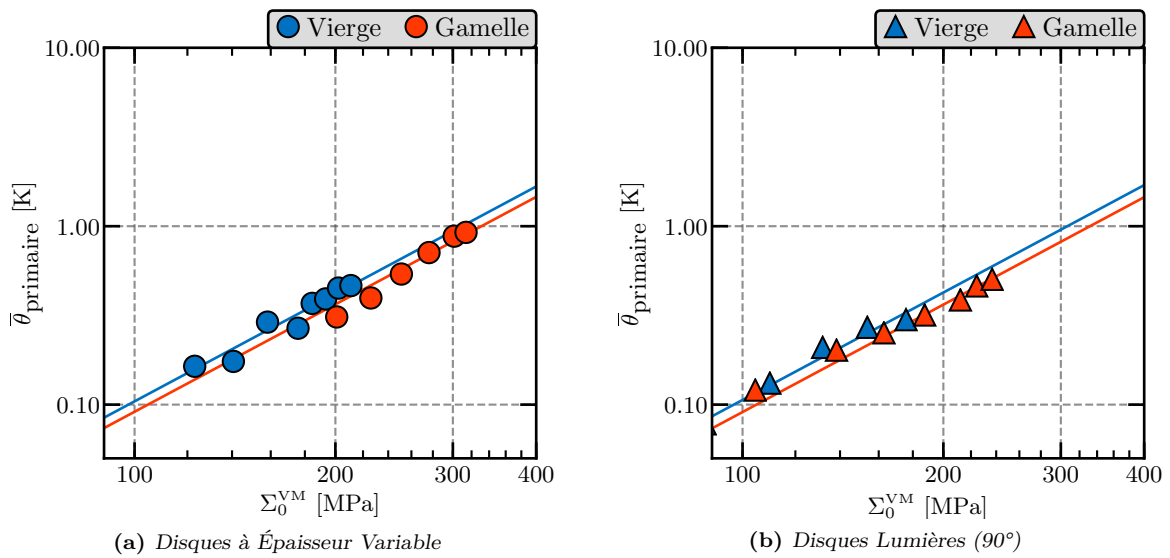 Vierge Gamelle
10.00
1.00
0.10
θ̅primaire [K]
100 200 300 400
Σ₀ⱽᴹ [MPa]
(a) Disques à Épaisseur Variable
Vierge Gamelle
10.00
1.00
0.10
θ̅primaire [K]
100 200 300 400
Σ₀ⱽᴹ [MPa]
(b) Disques Lumières (90°)